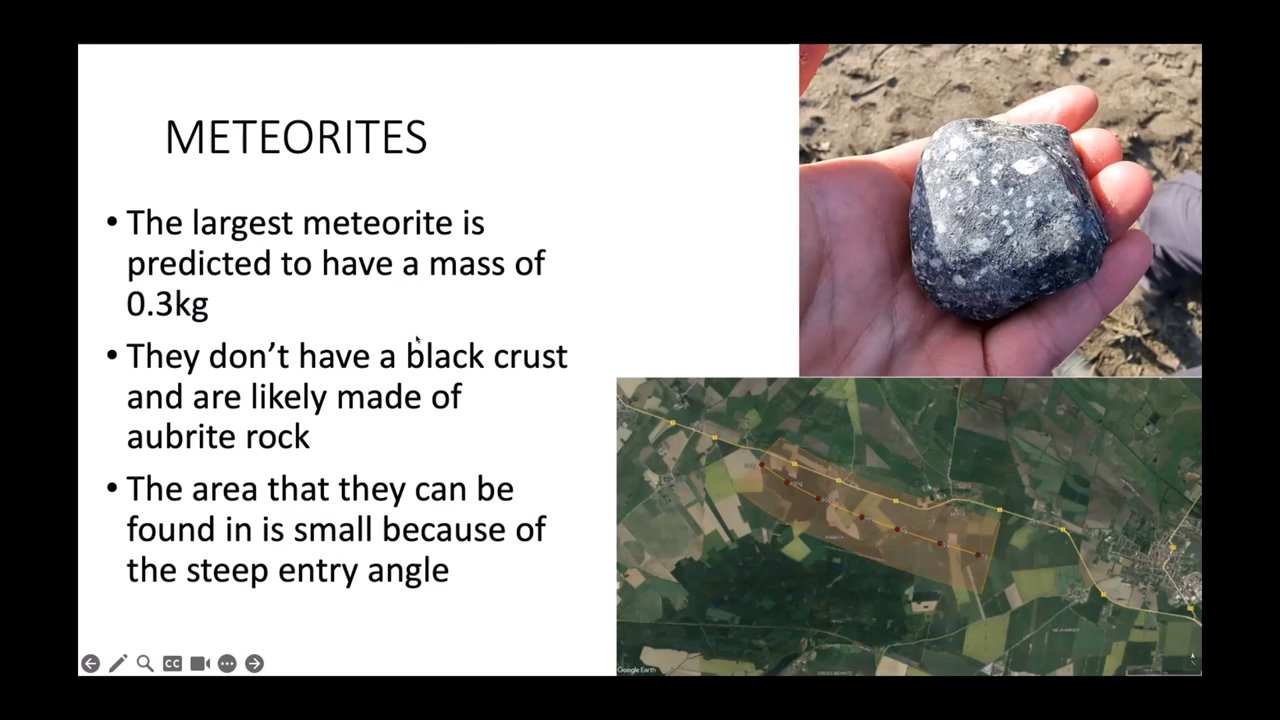 METEORITES
• The largest meteorite is
predicted to have a mass of
0.3kg
• They don’t have a black crust
and are likely made of
aubrite rock
• The area that they can be
found in is small because of
the steep entry angle
CC
Google Earth